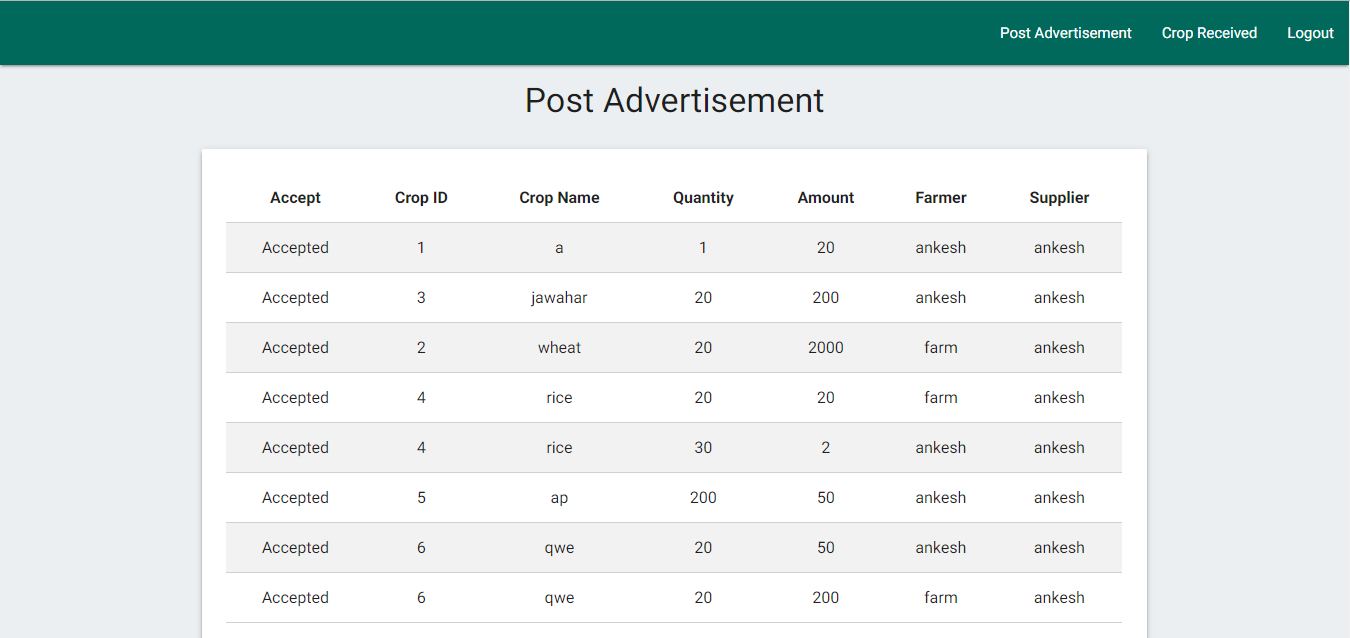 Post Advertisement Crop Received Logout
Post Advertisement
Accept Crop ID Crop Name Quantity Amount Farmer Supplier
Accepted 1 a 1 20 ankesh ankesh
Accepted 3 jawahar 20 200 ankesh ankesh
Accepted 2 wheat 20 2000 farm ankesh
Accepted 4 rice 20 20 farm ankesh
Accepted 4 rice 30 2 ankesh ankesh
Accepted 5 ap 200 50 ankesh ankesh
Accepted 6 qwe 20 50 ankesh ankesh
Accepted 6 qwe 20 200 farm ankesh